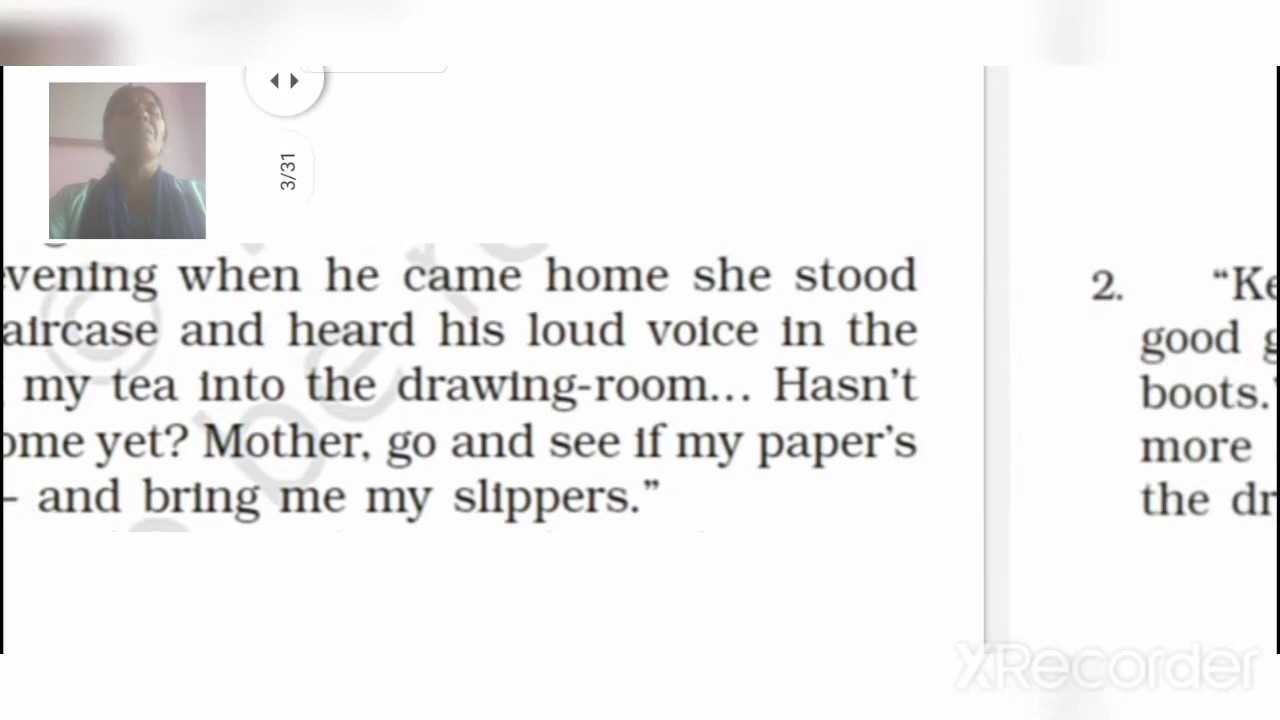 3/31
evening when he came home she stood
aircase and heard his loud voice in the
my tea into the drawing-room... Hasn't
ome yet? Mother, go and see if my paper's
– and bring me my slippers."
2. "Ke
good g
boots.
more
the dr
XRecorder